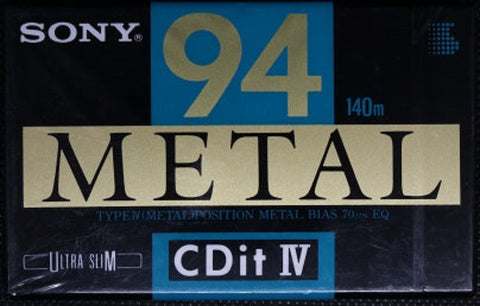 SONY®
94
140m
METAL
TYPE IV (METAL) POSITION METAL BIAS 70μs EQ
ULTRA SLIM
CDit IV